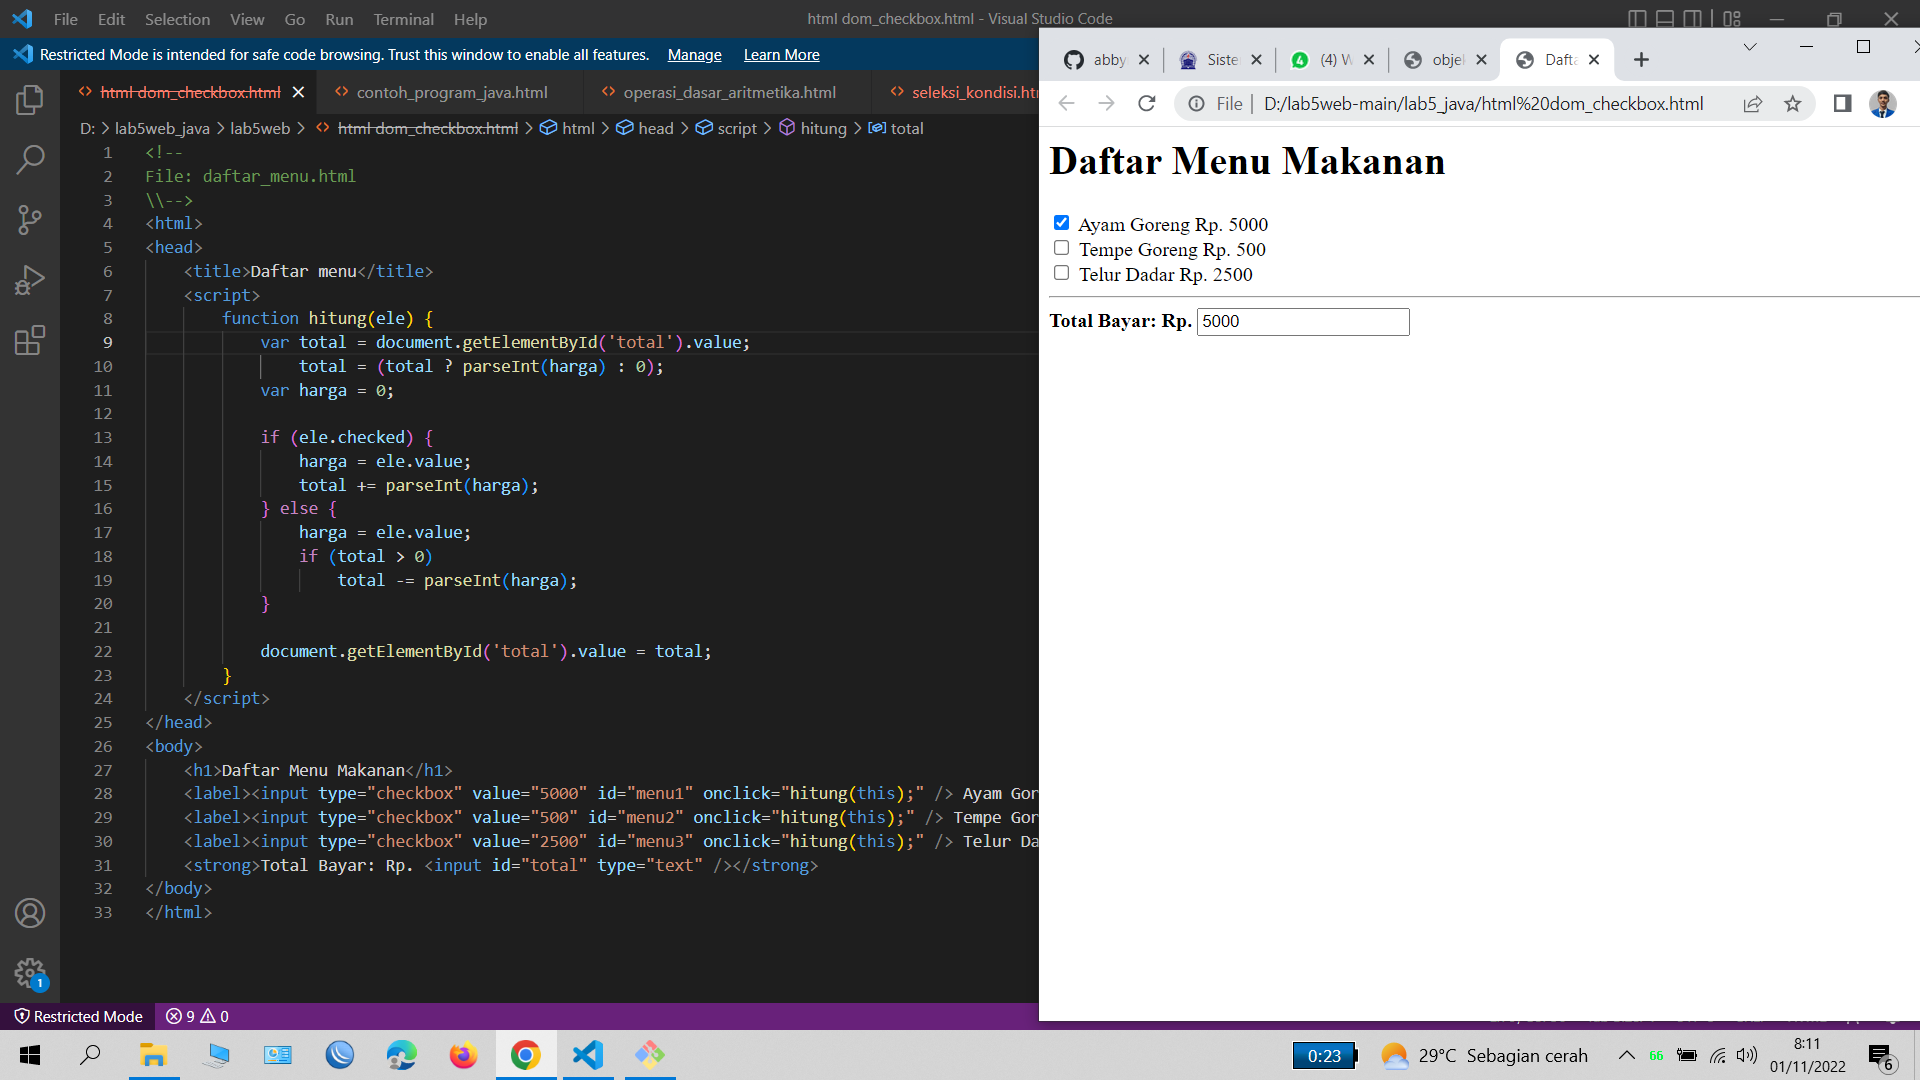 File Edit Selection View Go Run Terminal Help
html dom_checkbox.html - Visual Studio Code
Restricted Mode is intended for safe code browsing. Trust this window to enable all features. Manage Learn More
html dom_checkbox.html
contoh_program_java.html
operasi_dasar_aritmetika.html
seleksi_kondisi.htm
D: > lab5web_java > lab5web > html dom_checkbox.html > html > head > script > hitung > total
1 <!--
2 File: daftar_menu.html
3 \\-->
4 <html>
5 <head>
6 <title>Daftar menu</title>
7 <script>
8 function hitung(ele) {
9 var total = document.getElementById('total').value;
10 total = (total ? parseInt(harga) : 0);
11 var harga = 0;
12
13 if (ele.checked) {
14 harga = ele.value;
15 total += parseInt(harga);
16 } else {
17 harga = ele.value;
18 if (total > 0)
19 total -= parseInt(harga);
20 }
21
22 document.getElementById('total').value = total;
23 }
24 </script>
25 </head>
26 <body>
27 <h1>Daftar Menu Makanan</h1>
28 <label><input type="checkbox" value="5000" id="menu1" onclick="hitung(this);" /> Ayam Gor
29 <label><input type="checkbox" value="500" id="menu2" onclick="hitung(this);" /> Tempe Gor
30 <label><input type="checkbox" value="2500" id="menu3" onclick="hitung(this);" /> Telur Da
31 <strong>Total Bayar: Rp. <input id="total" type="text" /></strong>
32 </body>
33 </html>
1
Restricted Mode 9 0
abby
Siste
(4) W
objek
Dafta
File D:/lab5web-main/lab5_java/html%20dom_checkbox.html
Daftar Menu Makanan
Ayam Goreng Rp. 5000
Tempe Goreng Rp. 500
Telur Dadar Rp. 2500
Total Bayar: Rp. 5000
0:23
29°C Sebagian cerah
66
8:11
01/11/2022
6